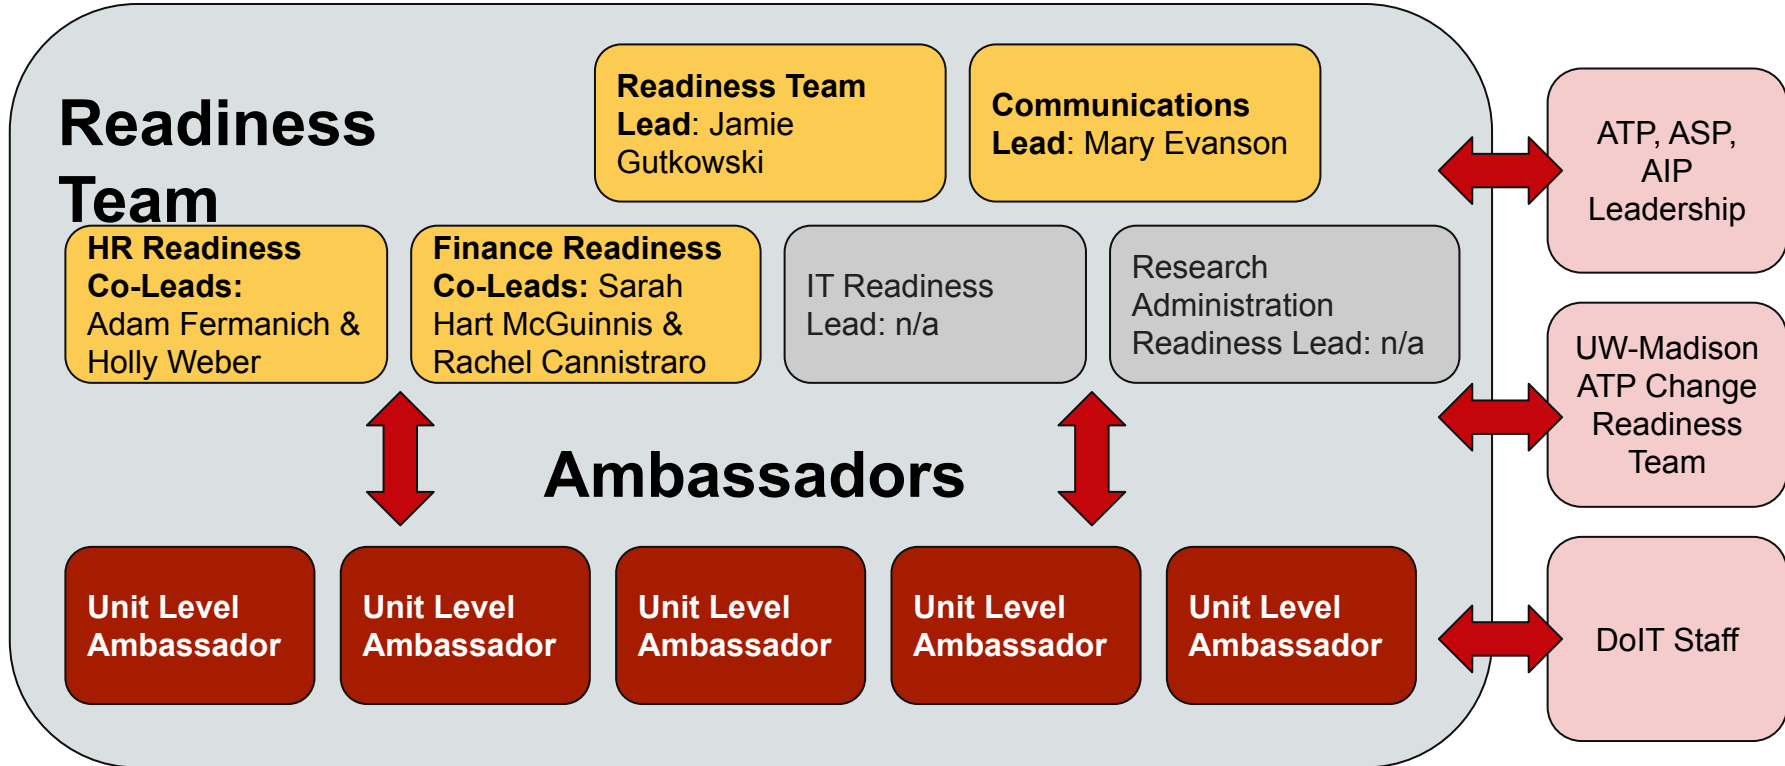 Readiness
Team
Readiness Team
Lead: Jamie
Gutkowski
Communications
Lead: Mary Evanson
HR Readiness
Co-Leads:
Adam Fermanich &
Holly Weber
Finance Readiness
Co-Leads: Sarah
Hart McGuinnis &
Rachel Cannistraro
IT Readiness
Lead: n/a
Research
Administration
Readiness Lead: n/a
Ambassadors
Unit Level
Ambassador
Unit Level
Ambassador
Unit Level
Ambassador
Unit Level
Ambassador
Unit Level
Ambassador
ATP, ASP,
AIP
Leadership
UW-Madison
ATP Change
Readiness
Team
DoIT Staff